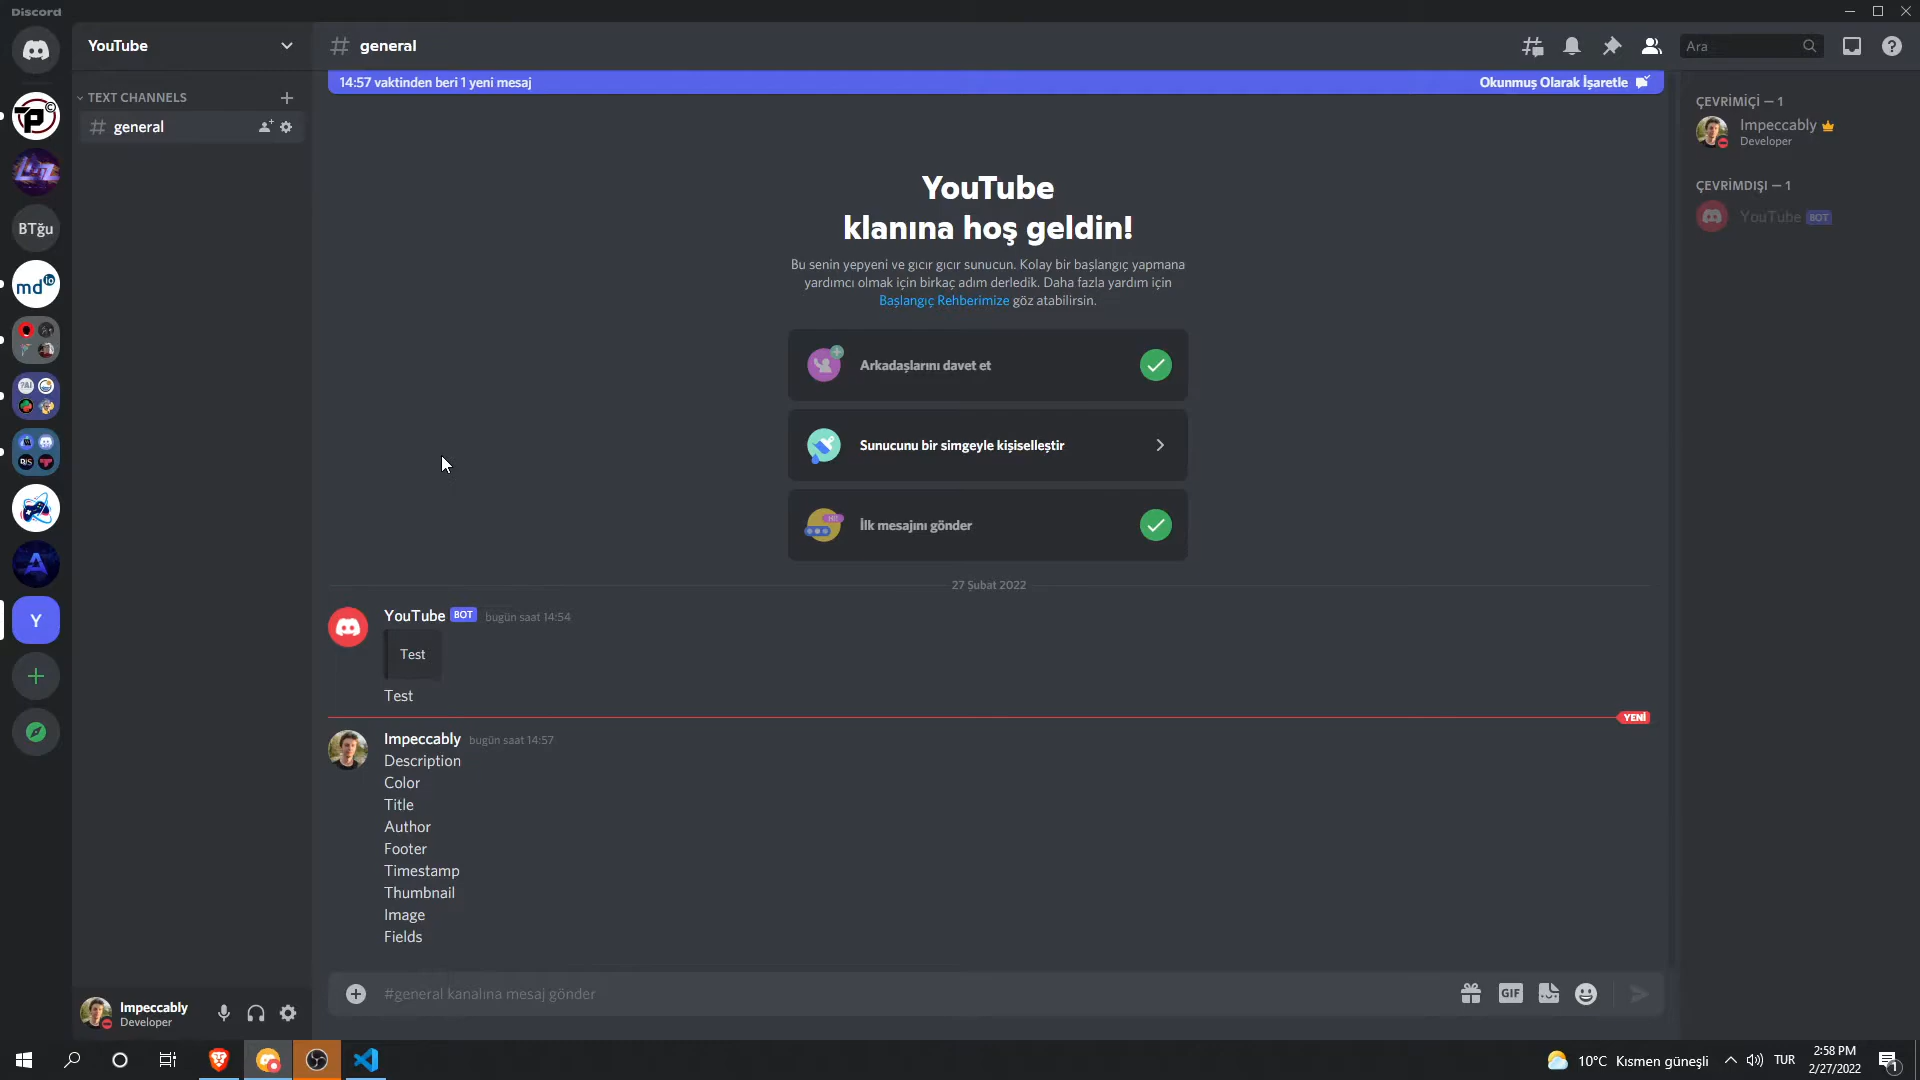 Discord
YouTube
general
Ara
14:57 vaktinden beri 1 yeni mesaj
Okunmuş Olarak İşaretle
TEXT CHANNELS
general
BTğu
md io
Y
YouTube
klanına hoş geldin!
Bu senin yepyeni ve gıcır gıcır sunucun. Kolay bir başlangıç yapmana
yardımcı olmak için birkaç adım derledik. Daha fazla yardım için
Başlangıç Rehberimize göz atabilirsin.
Arkadaşlarını davet et
Sunucunu bir simgeyle kişiselleştir
İlk mesajını gönder
27 Şubat 2022
YouTube BOT bugün saat 14:54
Test
Test
YENİ
Impeccably bugün saat 14:57
Description
Color
Title
Author
Footer
Timestamp
Thumbnail
Image
Fields
#general kanalına mesaj gönder
GIF
ÇEVRİMİÇİ — 1
Impeccably
Developer
ÇEVRİMDIŞI — 1
YouTube BOT
Impeccably
Developer
10°C Kısmen güneşli
TUR
2:58 PM
2/27/2022
1